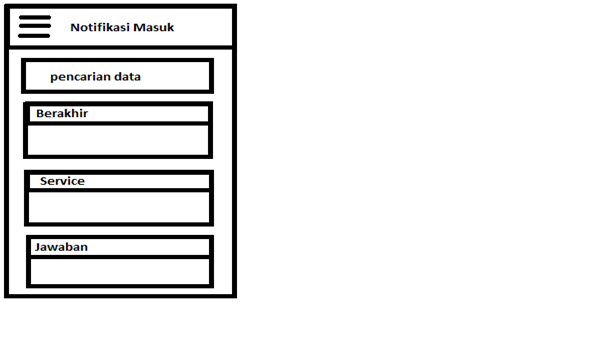 Notifikasi Masuk
pencarian data
Berakhir
Service
Jawaban